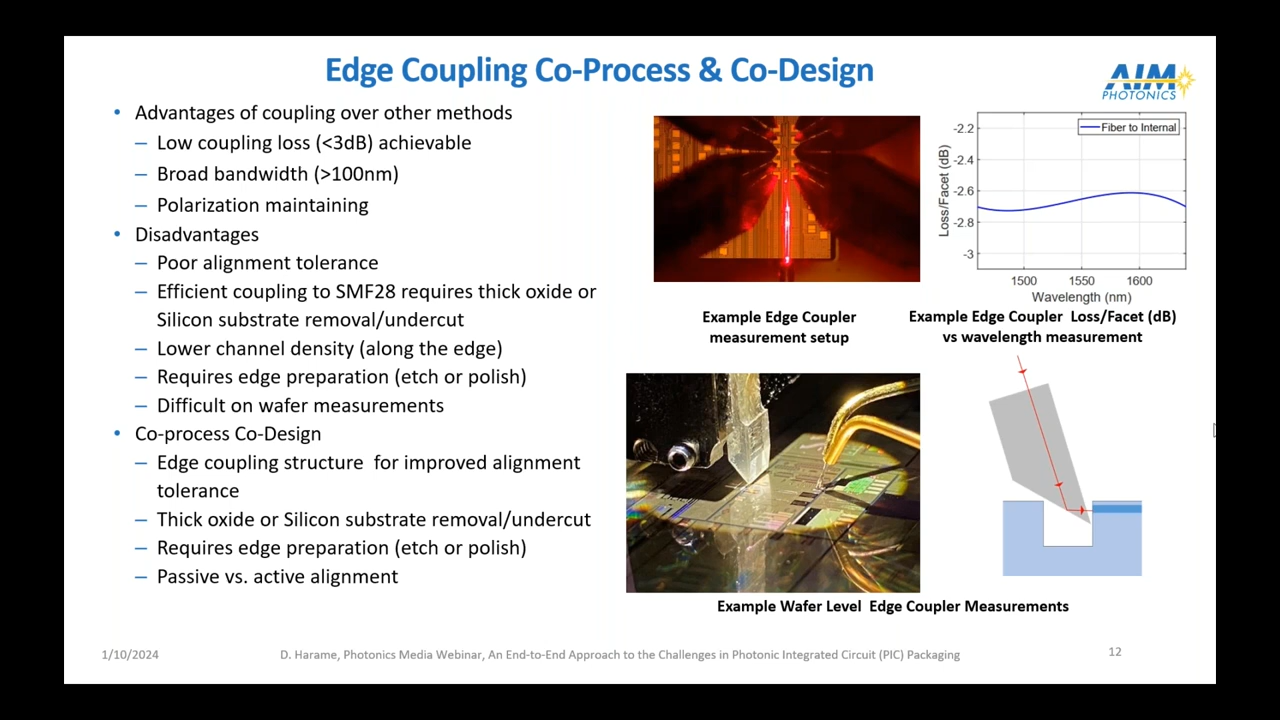 Edge Coupling Co-Process & Co-Design
AIM
PHOTONICS
• Advantages of coupling over other methods
– Low coupling loss (<3dB) achievable
– Broad bandwidth (>100nm)
– Polarization maintaining
• Disadvantages
– Poor alignment tolerance
– Efficient coupling to SMF28 requires thick oxide or
Silicon substrate removal/undercut
– Lower channel density (along the edge)
– Requires edge preparation (etch or polish)
– Difficult on wafer measurements
• Co-process Co-Design
– Edge coupling structure for improved alignment
tolerance
– Thick oxide or Silicon substrate removal/undercut
– Requires edge preparation (etch or polish)
– Passive vs. active alignment
Example Edge Coupler
measurement setup
Fiber to Internal
Loss/Facet (dB)
-2.2
-2.4
-2.6
-2.8
-3
1500 1550 1600
Wavelength (nm)
Example Edge Coupler Loss/Facet (dB)
vs wavelength measurement
Example Wafer Level Edge Coupler Measurements
1/10/2024
D. Harame, Photonics Media Webinar, An End-to-End Approach to the Challenges in Photonic Integrated Circuit (PIC) Packaging
12